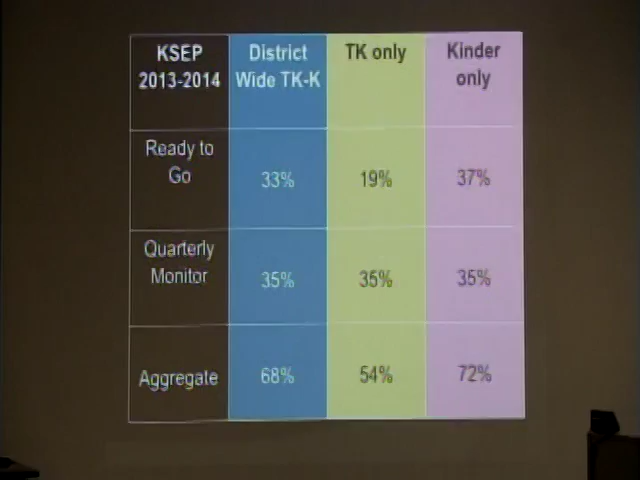 KSEP
2013-2014
District
Wide TK-K
TK only
Kinder
only
Ready to
Go
33%
19%
37%
Quarterly
Monitor
35%
35%
35%
Aggregate
68%
54%
72%